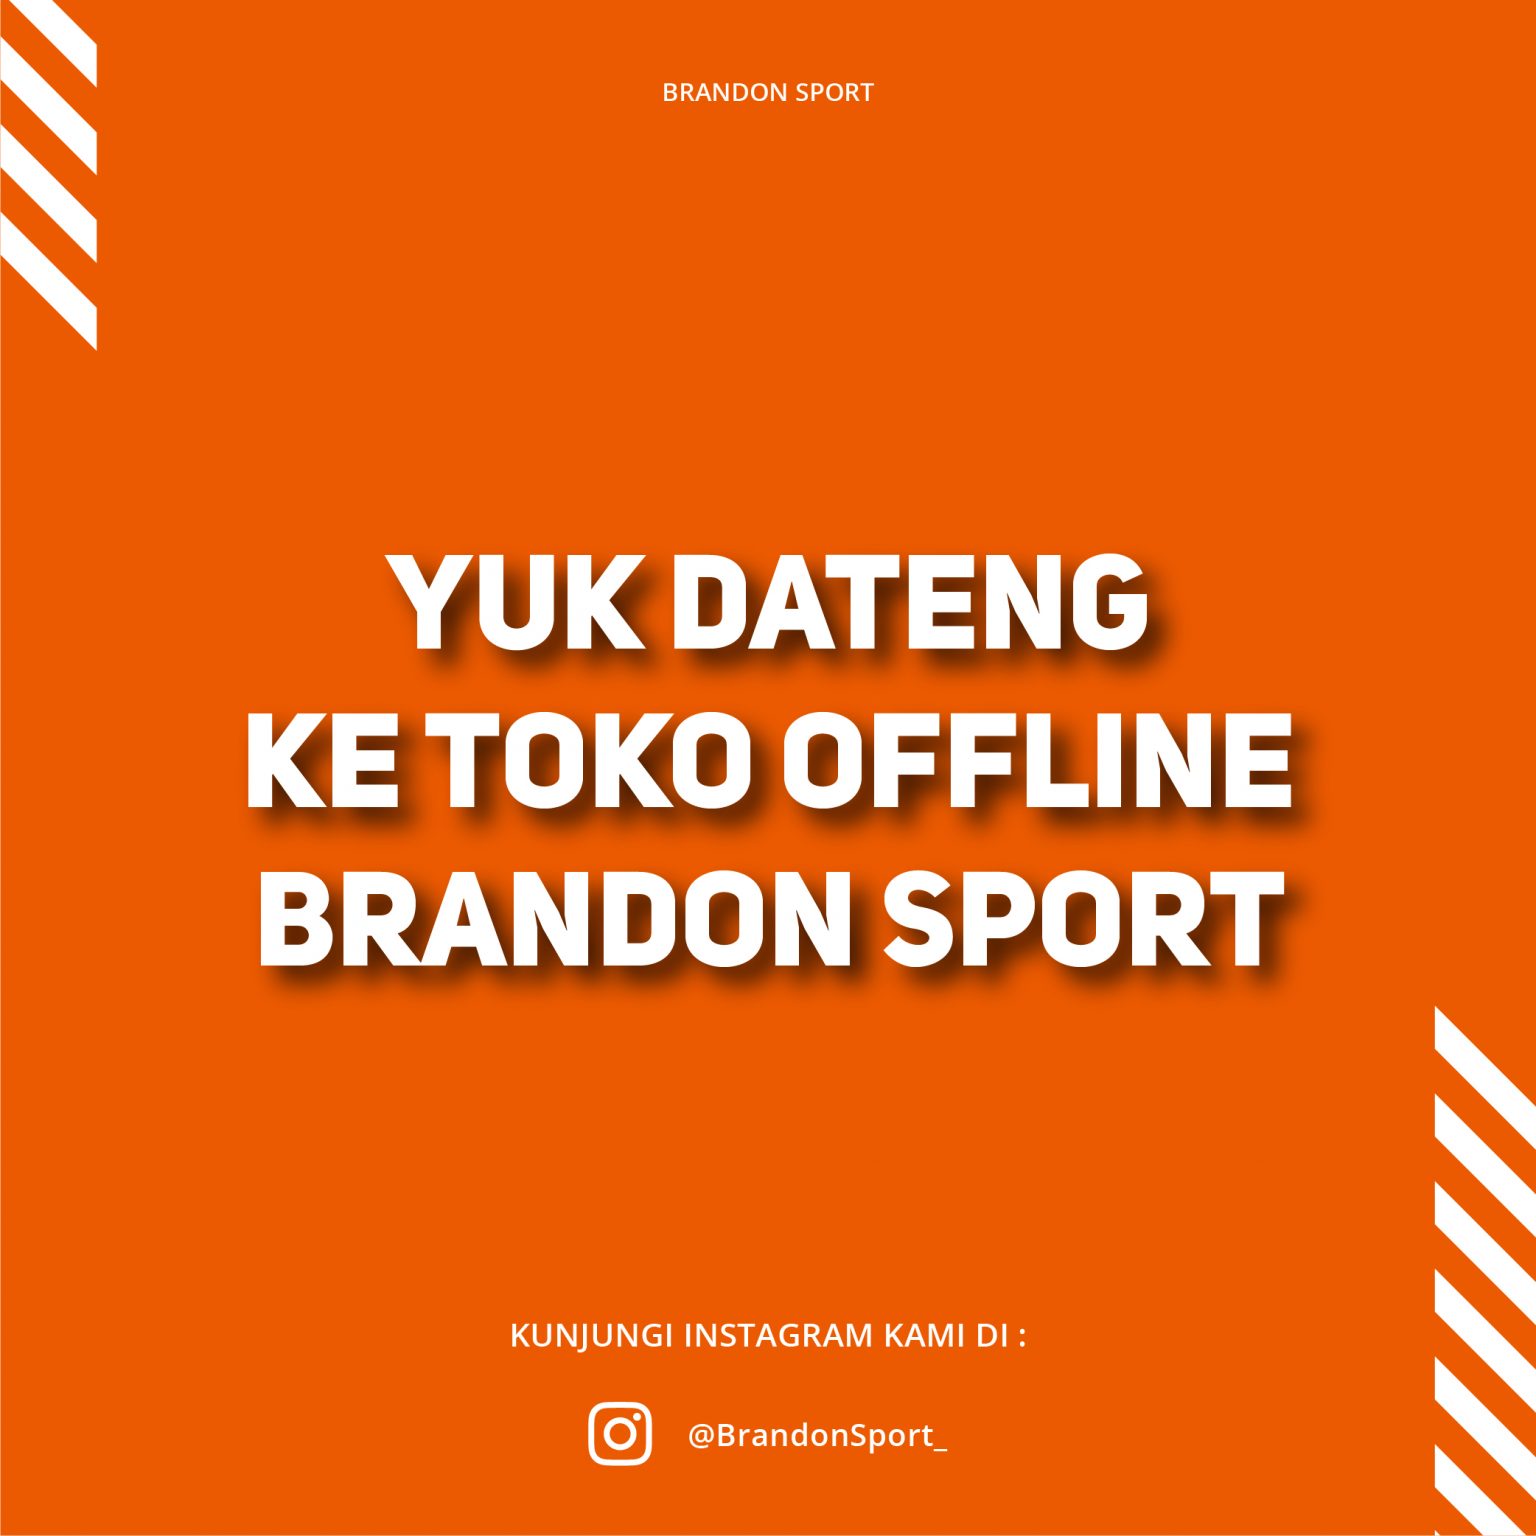 BRANDON SPORT
YUK DATENG
KE TOKO OFFLINE
BRANDON SPORT
KUNJUNGI INSTAGRAM KAMI DI :
@BrandonSport_